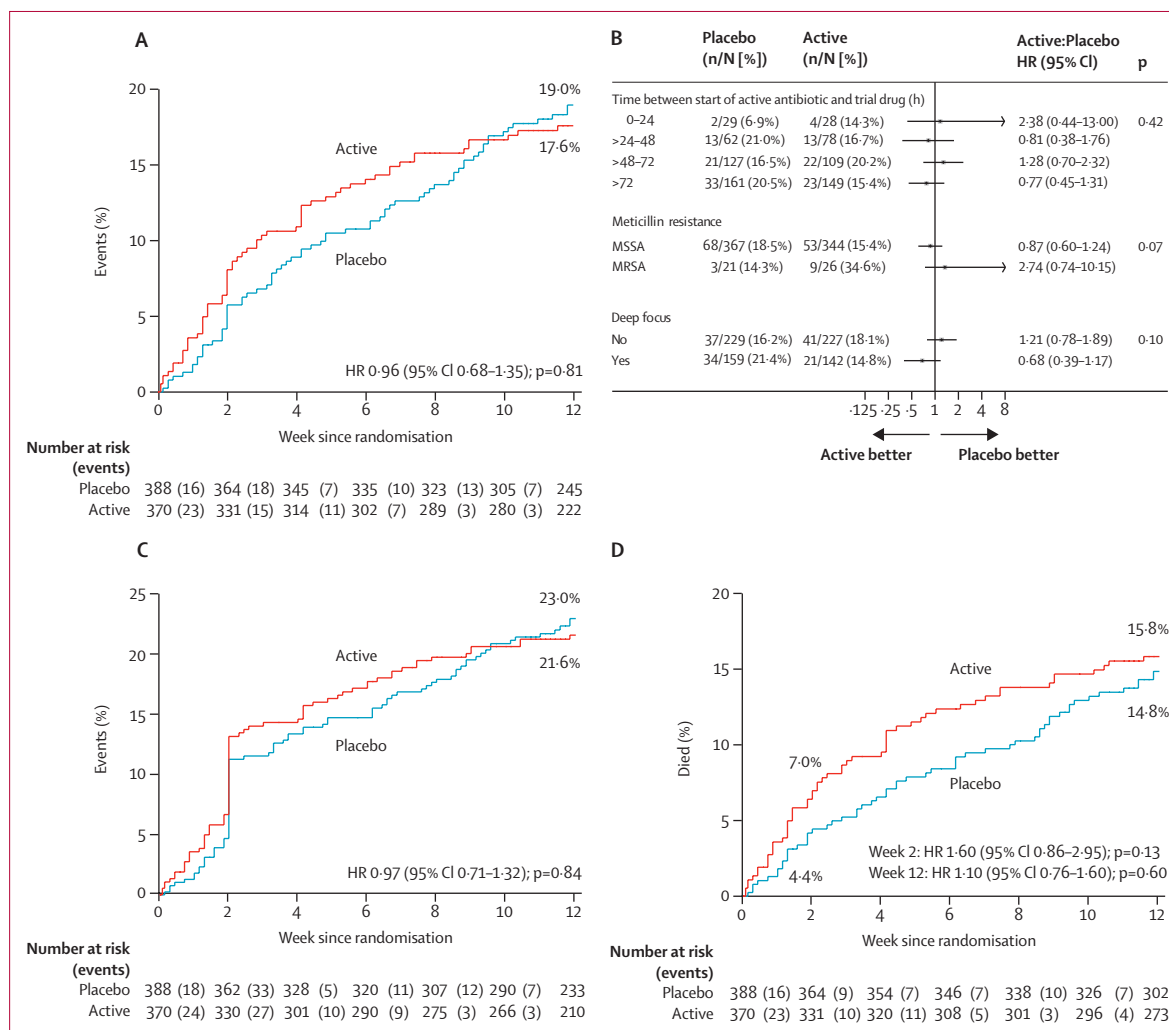 A
20
15
10
5
0
Events (%)
19·0%
17·6%
Active
Placebo
HR 0·96 (95% CI 0·68–1·35); p=0·81
0 2 4 6 8 10 12
Week since randomisation
Number at risk
(events)
Placebo 388 (16) 364 (18) 345 (7) 335 (10) 323 (13) 305 (7) 245
Active 370 (23) 331 (15) 314 (11) 302 (7) 289 (3) 280 (3) 222
B
Placebo Active Active:Placebo
(n/N [%]) (n/N [%]) HR (95% CI) p
Time between start of active antibiotic and trial drug (h)
0–24 2/29 (6·9%) 4/28 (14·3%) 2·38 (0·44–13·00) 0·42
>24–48 13/62 (21·0%) 13/78 (16·7%) 0·81 (0·38–1·76)
>48–72 21/127 (16·5%) 22/109 (20·2%) 1·28 (0·70–2·32)
>72 33/161 (20·5%) 23/149 (15·4%) 0·77 (0·45–1·31)
Meticillin resistance
MSSA 68/367 (18·5%) 53/344 (15·4%) 0·87 (0·60–1·24) 0·07
MRSA 3/21 (14·3%) 9/26 (34·6%) 2·74 (0·74–10·15)
Deep focus
No 37/229 (16·2%) 41/227 (18·1%) 1·21 (0·78–1·89) 0·10
Yes 34/159 (21·4%) 21/142 (14·8%) 0·68 (0·39–1·17)
·125 ·25 ·5 1 2 4 8
Active better Placebo better
C
25
20
15
10
5
0
Events (%)
23·0%
21·6%
Active
Placebo
HR 0·97 (95% CI 0·71–1·32); p=0·84
0 2 4 6 8 10 12
Week since randomisation
Number at risk
(events)
Placebo 388 (18) 362 (33) 328 (5) 320 (11) 307 (12) 290 (7) 233
Active 370 (24) 330 (27) 301 (10) 290 (9) 275 (3) 266 (3) 210
D
20
15
10
5
0
Died (%)
15·8%
14·8%
Active
7·0%
Placebo
4·4%
Week 2: HR 1·60 (95% CI 0·86–2·95); p=0·13
Week 12: HR 1·10 (95% CI 0·76–1·60); p=0·60
0 2 4 6 8 10 12
Week since randomisation
Number at risk
(events)
Placebo 388 (16) 364 (9) 354 (7) 346 (7) 338 (10) 326 (7) 302
Active 370 (23) 331 (10) 320 (11) 308 (5) 301 (3) 296 (4) 273